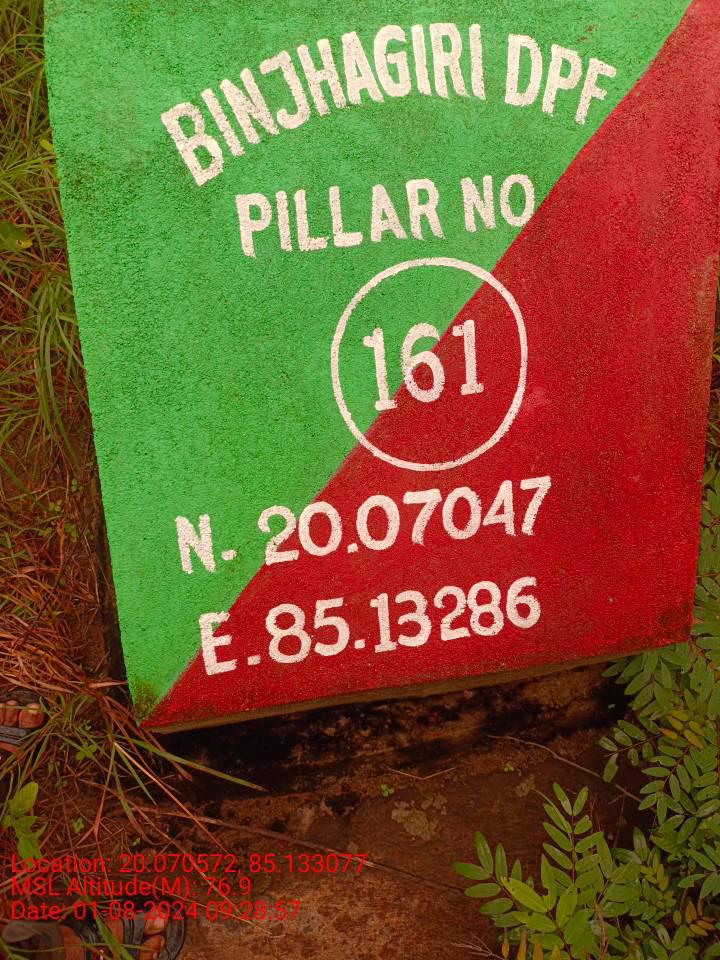 BINJHAGIRI DPF
PILLAR NO
161
N. 20.07047
E.85.13286
Location: 20.070572, 85.133077
MSL Altitude(M): 76.9
Date: 01-08-2024 09:28:57